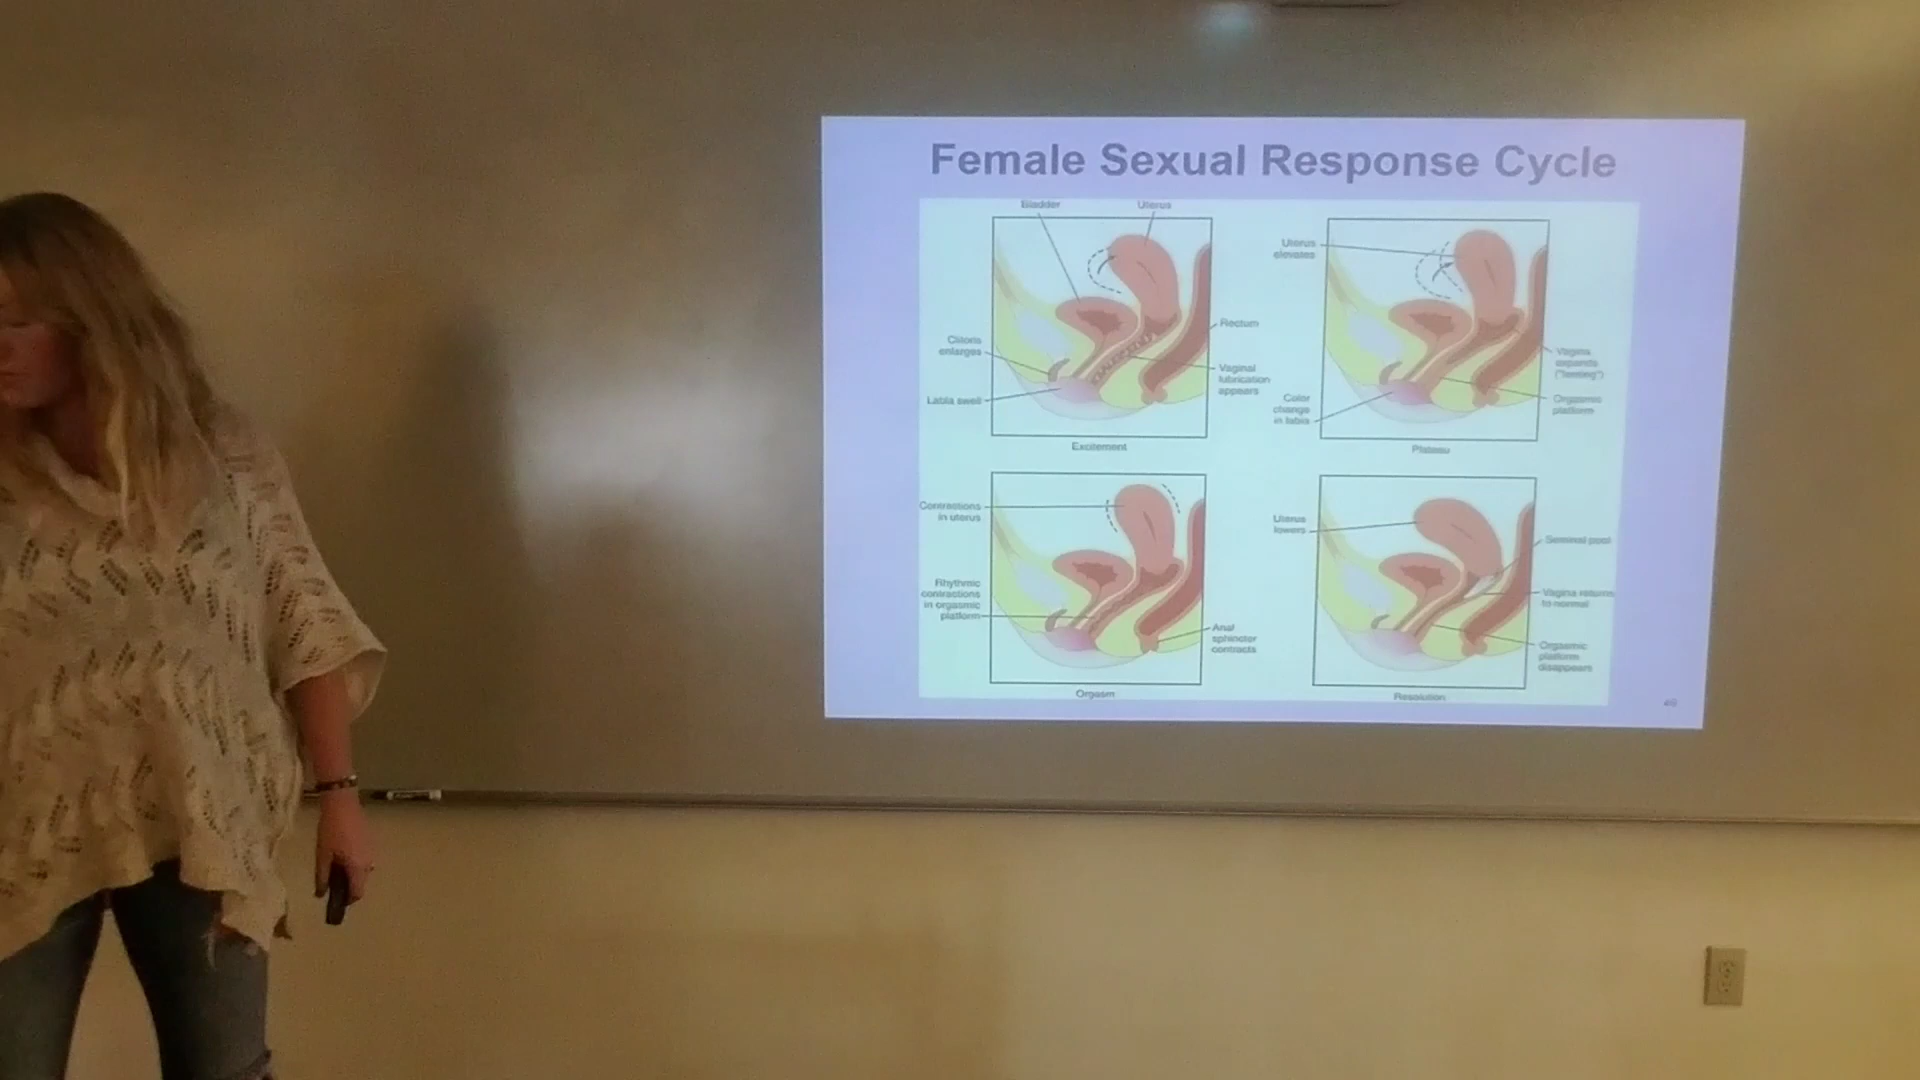 Female Sexual Response Cycle
Bladder
Uterus
Clitoris
enlarges
Labia swell
Rectum
Vaginal
lubrication
appears
Excitement
Uterus
elevates
Color
change
in labia
Vagina
expands
("tenting")
Orgasmic
platform
Plateau
Contractions
in uterus
Rhythmic
contractions
in orgasmic
platform
Anal
sphincter
contracts
Orgasm
Uterus
lowers
Seminal pool
Vagina returns
to normal
Orgasmic
platform
disappears
Resolution